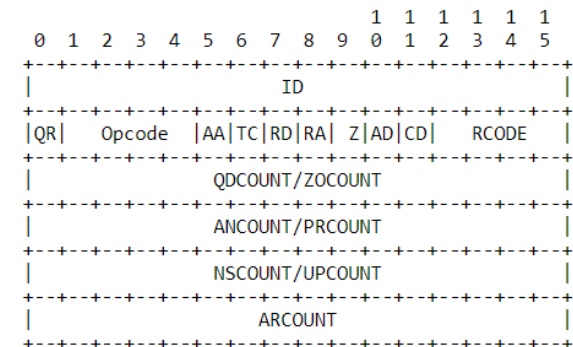 1  1  1  1  1  1
  0  1  2  3  4  5  6  7  8  9  0  1  2  3  4  5
+--+--+--+--+--+--+--+--+--+--+--+--+--+--+--+--+
|                      ID                       |
+--+--+--+--+--+--+--+--+--+--+--+--+--+--+--+--+
|QR|   Opcode  |AA|TC|RD|RA| Z|AD|CD|   RCODE   |
+--+--+--+--+--+--+--+--+--+--+--+--+--+--+--+--+
|                QDCOUNT/ZOCOUNT                |
+--+--+--+--+--+--+--+--+--+--+--+--+--+--+--+--+
|                ANCOUNT/PRCOUNT                |
+--+--+--+--+--+--+--+--+--+--+--+--+--+--+--+--+
|                NSCOUNT/UPCOUNT                |
+--+--+--+--+--+--+--+--+--+--+--+--+--+--+--+--+
|                    ARCOUNT                    |
+--+--+--+--+--+--+--+--+--+--+--+--+--+--+--+--+